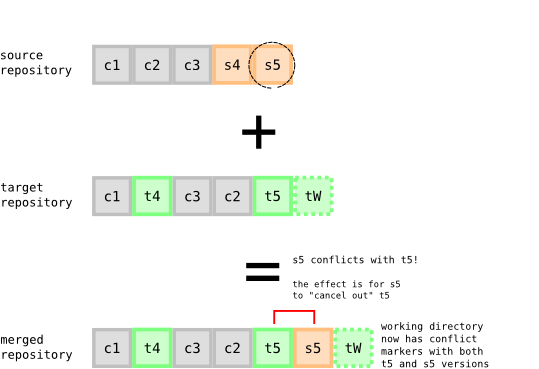 source
repository
c1 c2 c3 s4 s5
+
target
repository
c1 t4 c3 c2 t5 tW
=
s5 conflicts with t5!
the effect is for s5
to "cancel out" t5
merged
repository
c1 t4 c3 c2 t5 s5 tW
working directory
now has conflict
markers with both
t5 and s5 versions